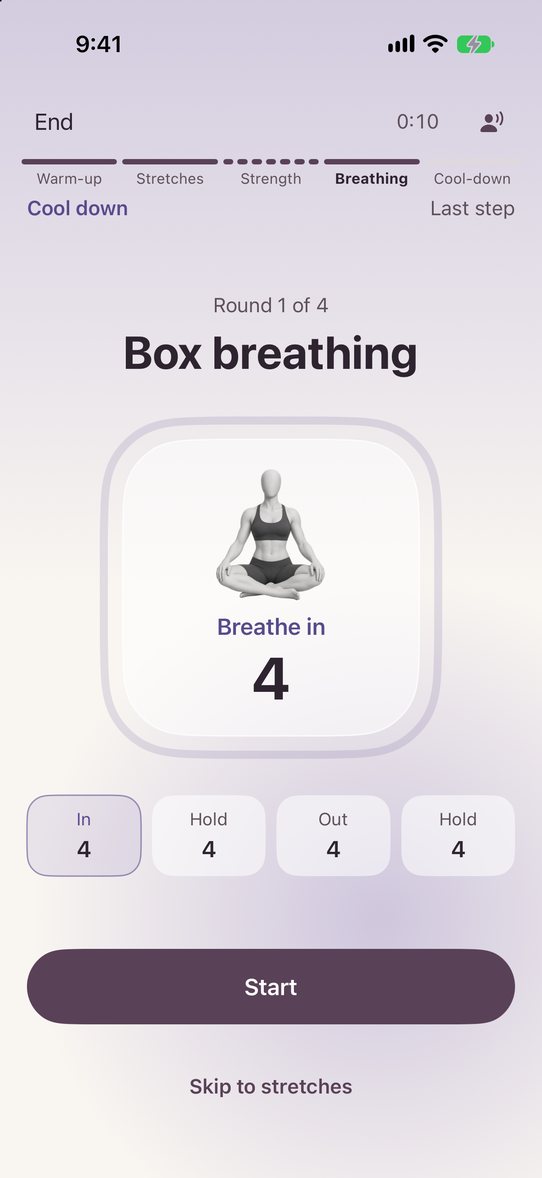 9:41
End 0:10
Warm-up Stretches Strength Breathing Cool-down
Cool down Last step
Round 1 of 4
Box breathing
Breathe in
4
In Hold Out Hold
4 4 4 4
Start
Skip to stretches